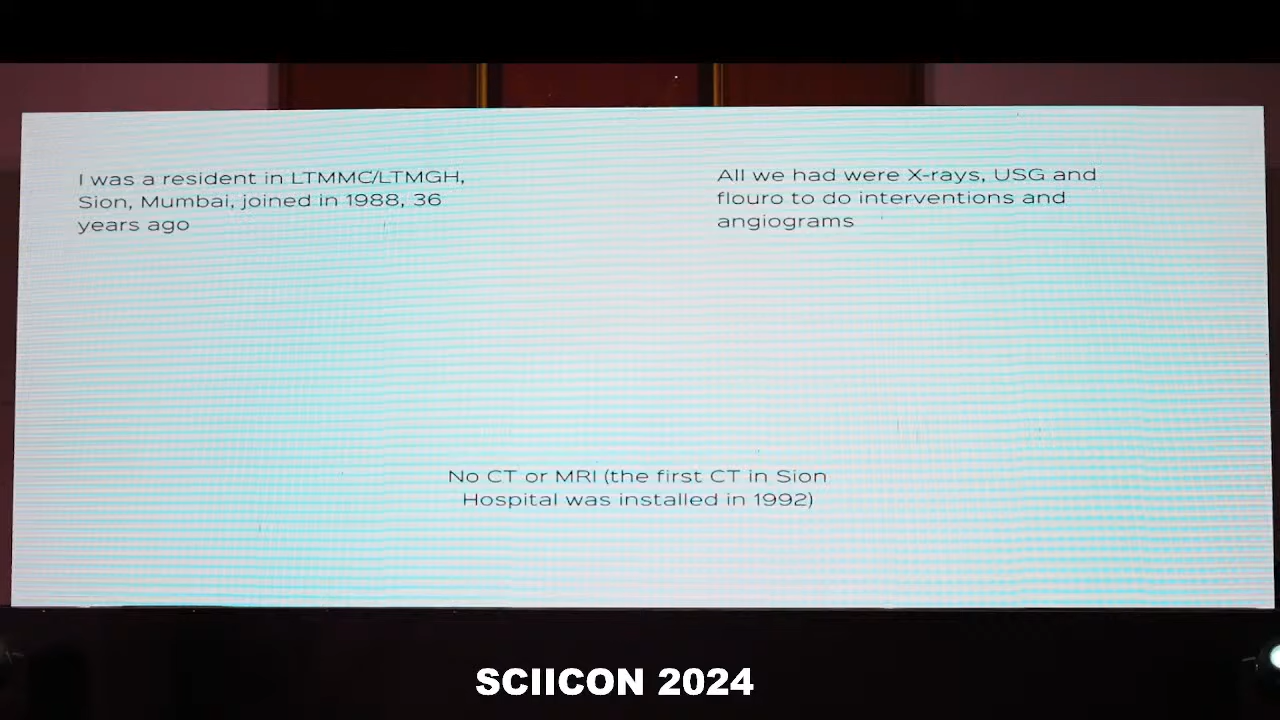 I was a resident in LTMMC/LTMGH,
Sion, Mumbai, joined in 1988, 36
years ago
All we had were X-rays, USG and
flouro to do interventions and
angiograms
No CT or MRI (the first CT in Sion
Hospital was installed in 1992)
SCIICON 2024